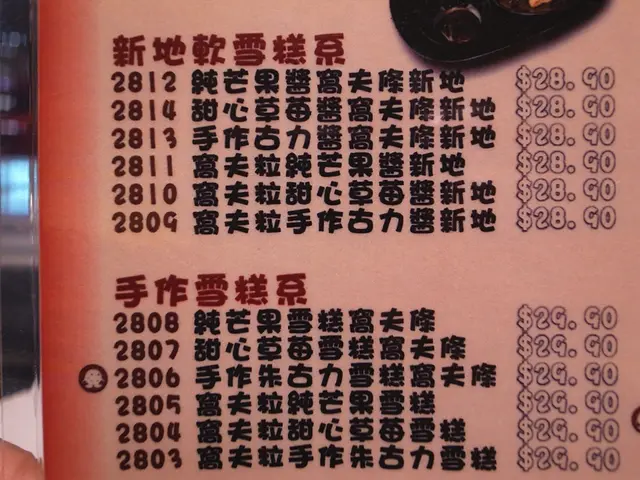 新地軟雪糕系
2812 純芒果醬窩夫條新地 $28.90
2814 甜心草莓醬窩夫條新地 $28.90
2813 手作古力醬窩夫條新地 $28.90
2811 窩夫粒純芒果醬新地 $28.90
2810 窩夫粒甜心草莓醬新地 $28.90
2809 窩夫粒手作古力醬新地 $28.90
手作雪糕系
2808 純芒果雪糕窩夫條 $29.90
2807 甜心草莓雪糕窩夫條 $29.90
2806 手作朱古力雪糕窩夫條 $29.90
2805 窩夫粒純芒果雪糕 $29.90
2804 窩夫粒甜心草莓雪糕 $29.90
2803 窩夫粒手作朱古力雪糕 $29.90